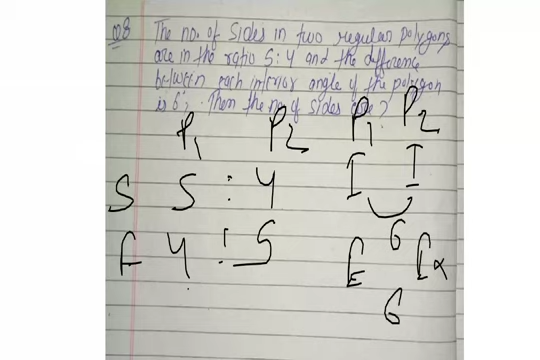 Q8 The no. of sides in two regular polygons
are in the ratio 5:4 and the difference
between each interior angle of the polygon
is 6°, Then the no. of sides are?
P1 P2 P1 P2
S 5 : 4 I I
6
E 4 : 5 E Ex
6